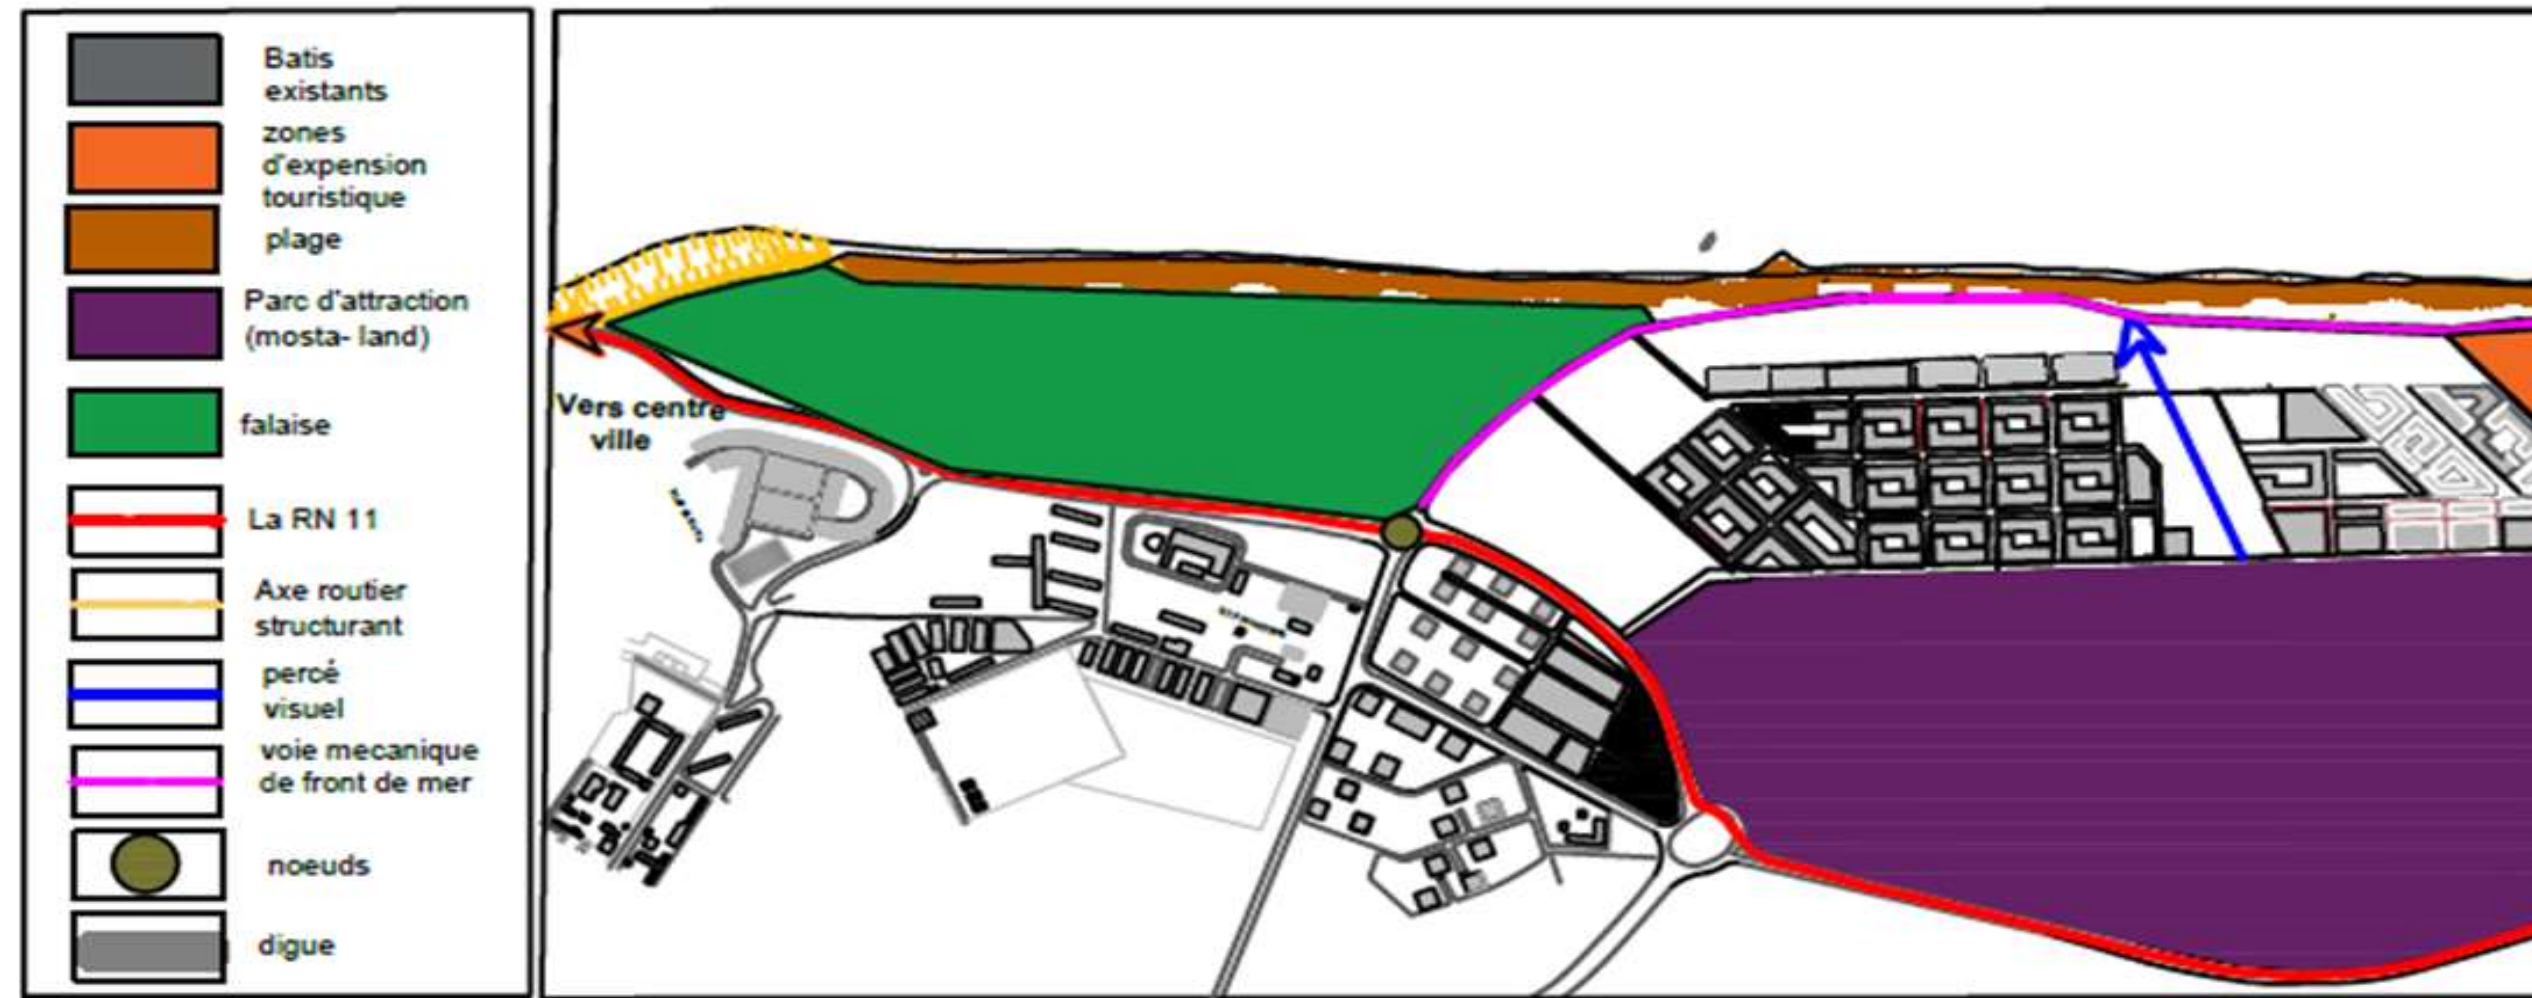 Batis
existants
zones
d'expension
touristique
plage
Parc d'attraction
(mosta- land)
falaise
La RN 11
Axe routier
structurant
percé
visuel
voie mecanique
de front de mer
noeuds
digue
Vers centre
ville